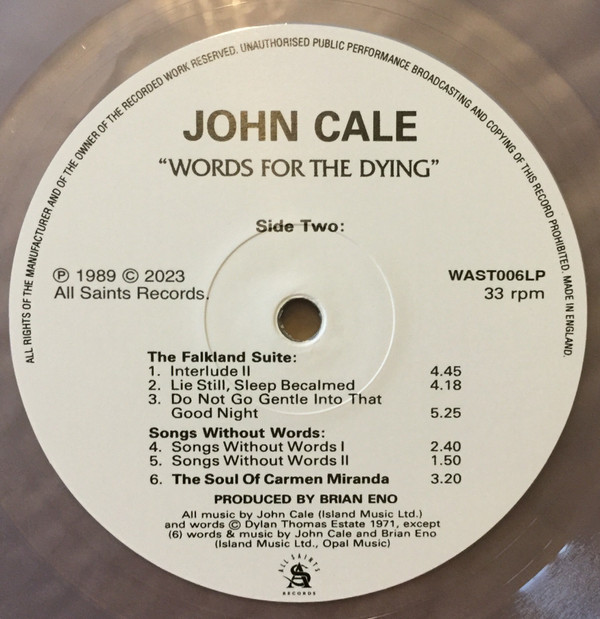 ALL RIGHTS OF THE MANUFACTURER AND OF THE OWNER OF THE RECORDED WORK RESERVED. UNAUTHORISED PUBLIC PERFORMANCE BROADCASTING AND COPYING OF THIS RECORD PROHIBITED. MADE IN ENGLAND.
JOHN CALE
“WORDS FOR THE DYING”
Side Two:
℗ 1989 © 2023
All Saints Records.
WAST006LP
33 rpm
The Falkland Suite:
1. Interlude II 4.45
2. Lie Still, Sleep Becalmed 4.18
3. Do Not Go Gentle Into That
Good Night 5.25
Songs Without Words:
4. Songs Without Words I 2.40
5. Songs Without Words II 1.50
6. The Soul Of Carmen Miranda 3.20
PRODUCED BY BRIAN ENO
All music by John Cale (Island Music Ltd.)
and words © Dylan Thomas Estate 1971, except
(6) words & music by John Cale and Brian Eno
(Island Music Ltd., Opal Music)
ALL SAINTS
RECORDS